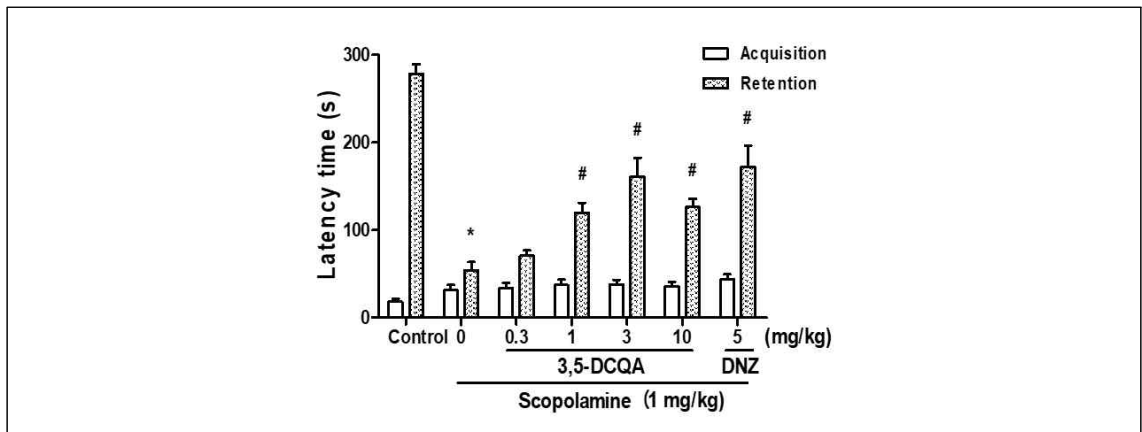 Acquisition
Retention
Latency time (s)
300
200
100
0
#
#
#
#
*
Control 0 0.3 1 3 10 5 (mg/kg)
3,5-DCQA DNZ
Scopolamine (1 mg/kg)